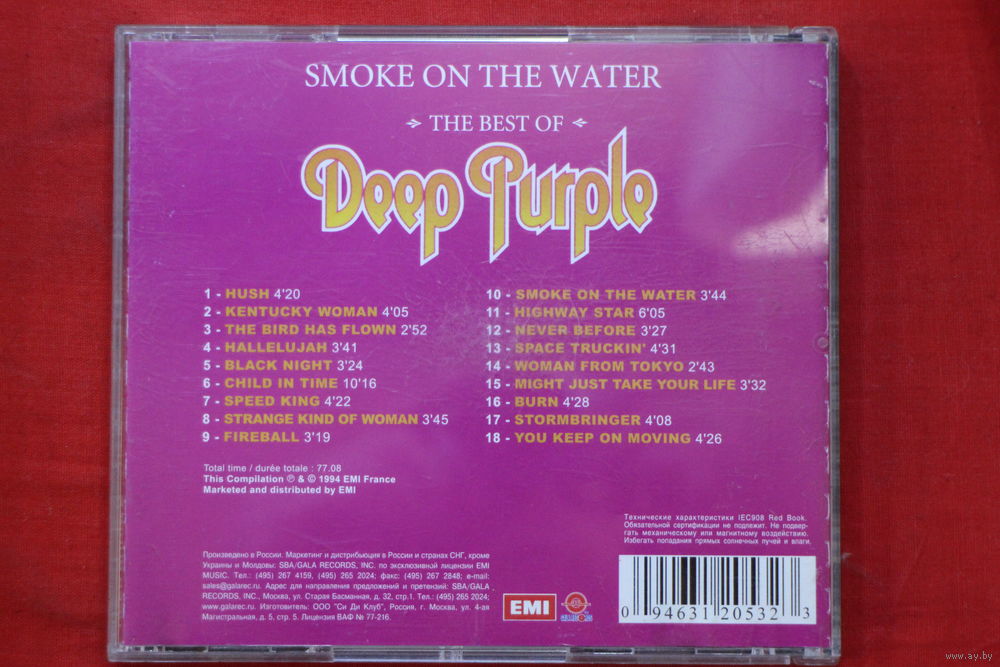 SMOKE ON THE WATER
THE BEST OF
Deep Purple
1 - HUSH 4'20
2 - KENTUCKY WOMAN 4'05
3 - THE BIRD HAS FLOWN 2'52
4 - HALLELUJAH 3'41
5 - BLACK NIGHT 3'24
6 - CHILD IN TIME 10'16
7 - SPEED KING 4'22
8 - STRANGE KIND OF WOMAN 3'45
9 - FIREBALL 3'19
10 - SMOKE ON THE WATER 3'44
11 - HIGHWAY STAR 6'05
12 - NEVER BEFORE 3'27
13 - SPACE TRUCKIN' 4'31
14 - WOMAN FROM TOKYO 2'43
15 - MIGHT JUST TAKE YOUR LIFE 3'32
16 - BURN 4'28
17 - STORMBRINGER 4'08
18 - YOU KEEP ON MOVING 4'26
Total time / durée totale : 77.08
This Compilation ℗ & © 1994 EMI France
Marketed and distributed by EMI
Технические характеристики IEC908 Red Book.
Обязательной сертификации не подлежит. Не подвер-
гать механическому или магнитному воздействию.
Избегать попадания прямых солнечных лучей и влаги.
Произведено в России. Маркетинг и дистрибьюция в России и странах СНГ, кроме
Украины и Молдовы: SBA/GALA RECORDS, INC. по эксклюзивной лицензии EMI
MUSIC. Тел.: (495) 267 4159, (495) 265 2024; факс: (495) 267 2848; e-mail:
sales@galarec.ru. Адрес для направления предложений и претензий: SBA/GALA
RECORDS, INC., Москва, ул. Старая Басманная, д. 32, стр.1. Тел.: (495) 265 2024;
www.galarec.ru. Изготовитель: ООО "Си Ди Клуб", Россия, г. Москва, ул. 4-ая
Магистральная, д. 5, стр. 5. Лицензия ВАФ № 77-216.
EMI
0 94631 20532 3
www.ay.by